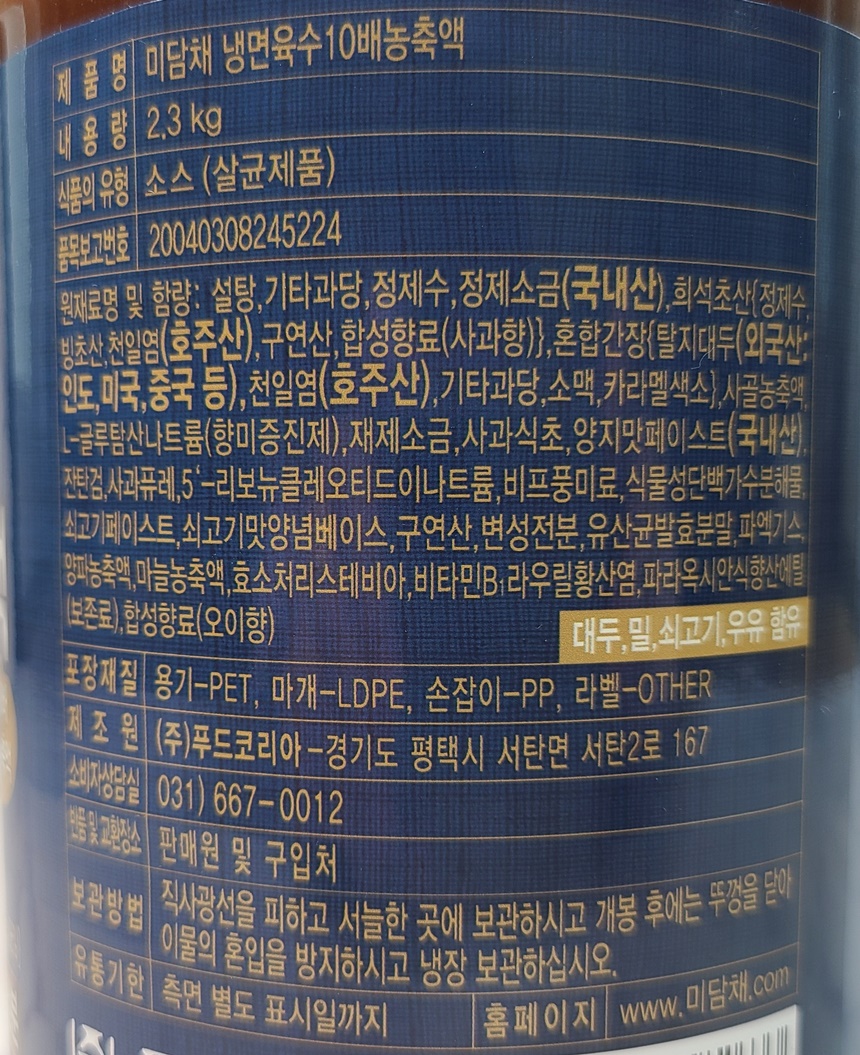 제 품 명 미담채 냉면육수10배농축액
내 용 량 2.3 kg
식품의 유형 소스 (살균제품)
품목보고번호 20040308245224
원재료명 및 함량: 설탕,기타과당,정제수,정제소금(국내산),희석초산{정제수,
빙초산,천일염(호주산),구연산,합성향료(사과향)},혼합간장{탈지대두(외국산:
인도,미국,중국 등),천일염(호주산),기타과당,소맥,카라멜색소},사골농축액,
L-글루탐산나트륨(향미증진제),재제소금,사과식초,양지맛페이스트(국내산),
잔탄검,사과퓨레,5'-리보뉴클레오티드이나트륨,비프풍미료,식물성단백가수분해물,
쇠고기페이스트,쇠고기맛양념베이스,구연산,변성전분,유산균발효분말,파엑기스,
양파농축액,마늘농축액,효소처리스테비아,비타민B₁라우릴황산염,파라옥시안식향산에틸
(보존료),합성향료(오이향) 대두,밀,쇠고기,우유 함유
포장재질 용기-PET, 마개-LDPE, 손잡이-PP, 라벨-OTHER
제 조 원 (주)푸드코리아-경기도 평택시 서탄면 서탄2로 167
소비자상담실 031) 667-0012
반품 및 교환장소 판매원 및 구입처
보관방법 직사광선을 피하고 서늘한 곳에 보관하시고 개봉 후에는 뚜껑을 닫아
이물의 혼입을 방지하시고 냉장 보관하십시오.
유통기한 측면 별도 표시일까지 홈페이지 www.미담채.com